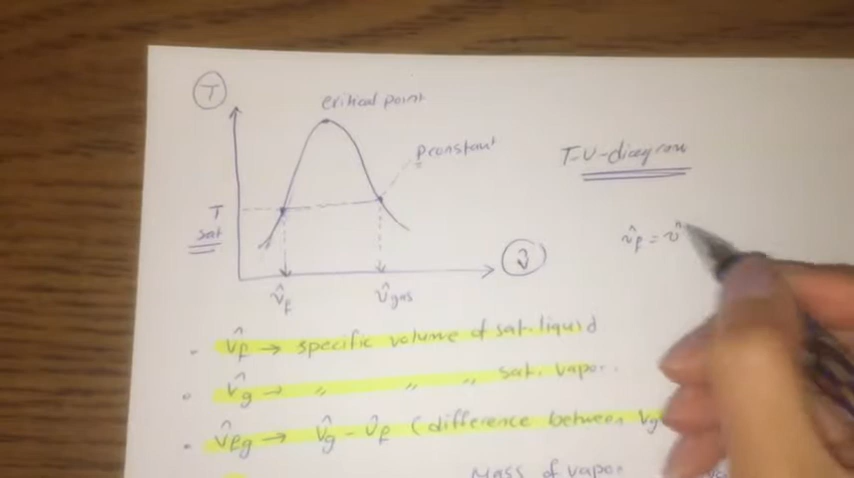 T
critical point
P constant
T-v-diagram
T
sat
v̂f = v̂
v̂
v̂f
v̂gas
• v̂f → specific volume of sat. liquid
• v̂g → " " " sat. vapor.
• v̂fg → v̂g - v̂f (difference between vg
Mass of vapor